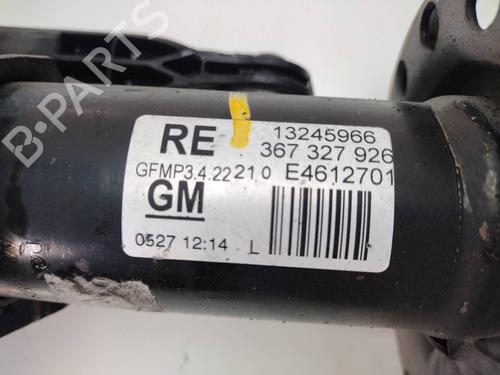 RE 13245966
367 327 926
GFMP3,4.22 21,0 E4612701
GM
0527 12:14 L
B-Parts